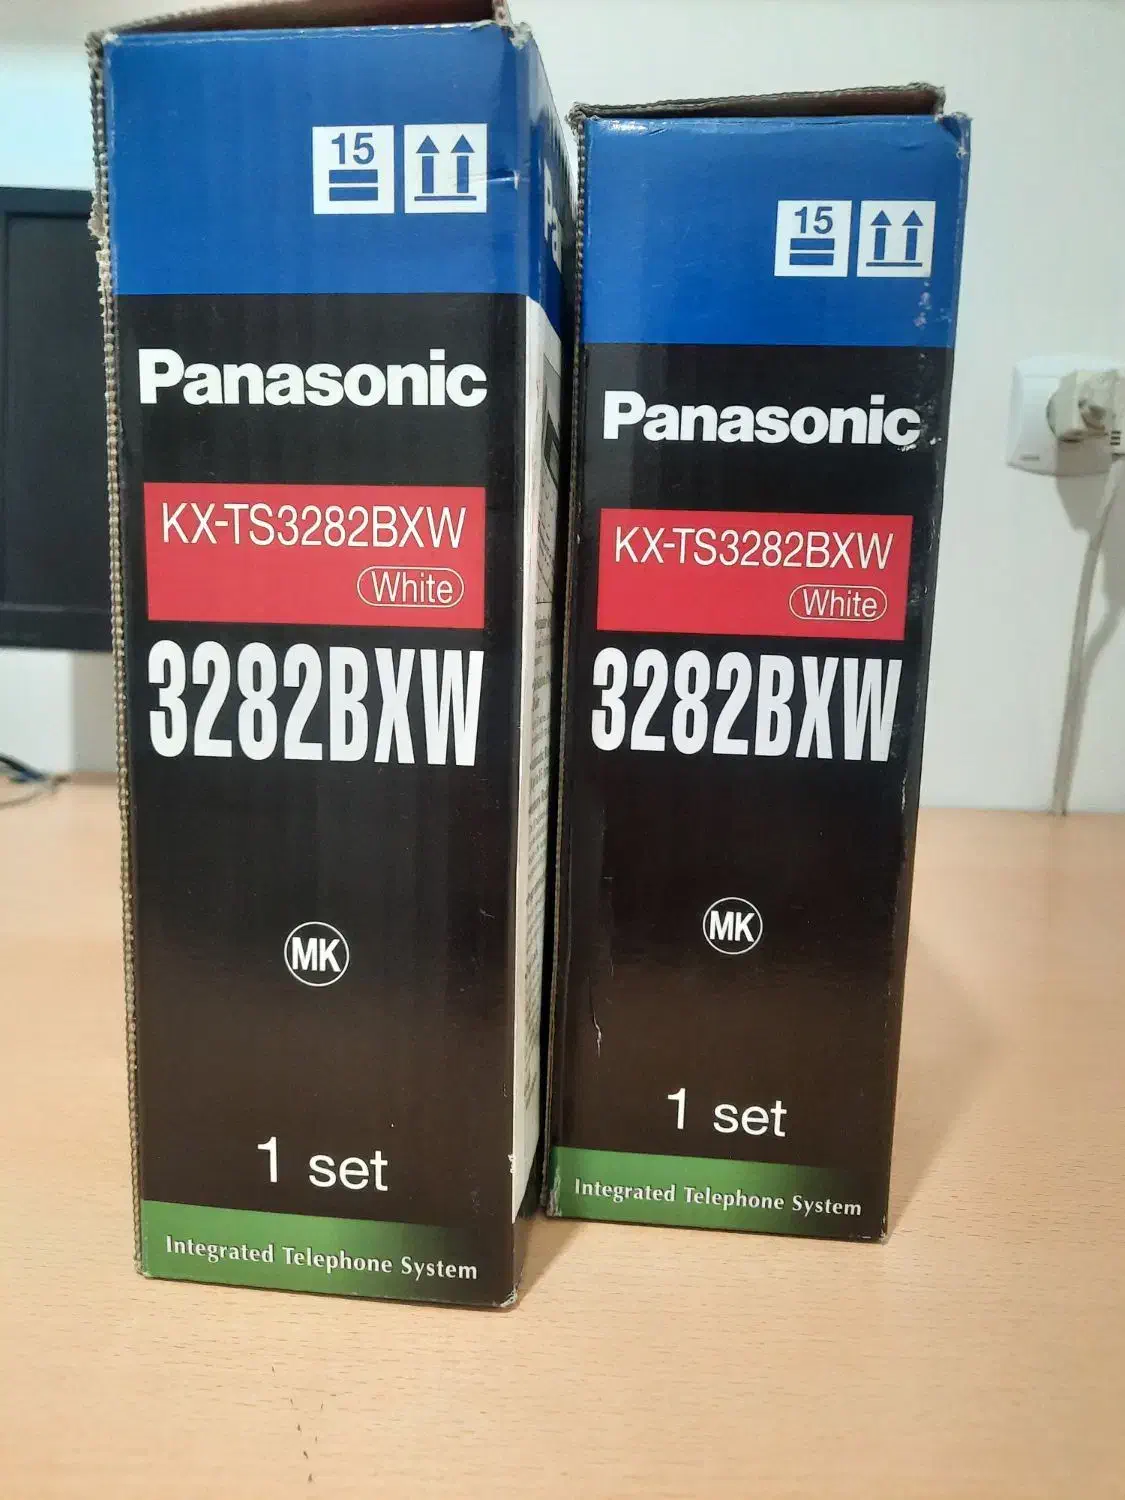 15
Panasonic
KX-TS3282BXW
White
3282BXW
MK
1 set
Integrated Telephone System
Pa
15
Panasonic
KX-TS3282BXW
White
3282BXW
MK
1 set
Integrated Telephone System